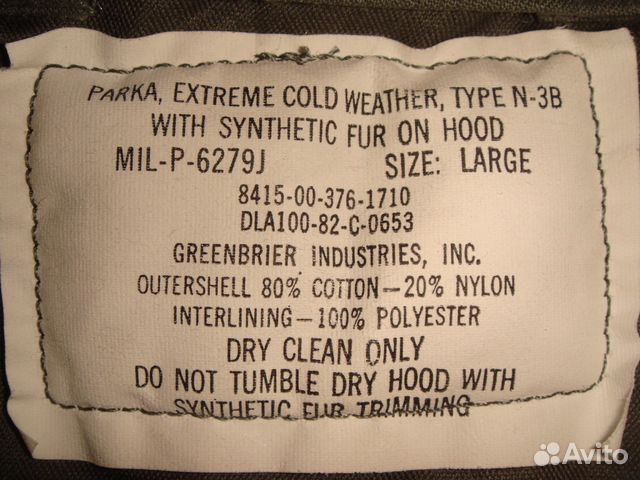 PARKA, EXTREME COLD WEATHER, TYPE N-3B
WITH SYNTHETIC FUR ON HOOD
MIL-P-6279J SIZE: LARGE
8415-00-376-1710
DLA100-82-C-0653
GREENBRIER INDUSTRIES, INC.
OUTERSHELL 80% COTTON-20% NYLON
INTERLINING-100% POLYESTER
DRY CLEAN ONLY
DO NOT TUMBLE DRY HOOD WITH
SYNTHETIC FUR TRIMMING
Avito